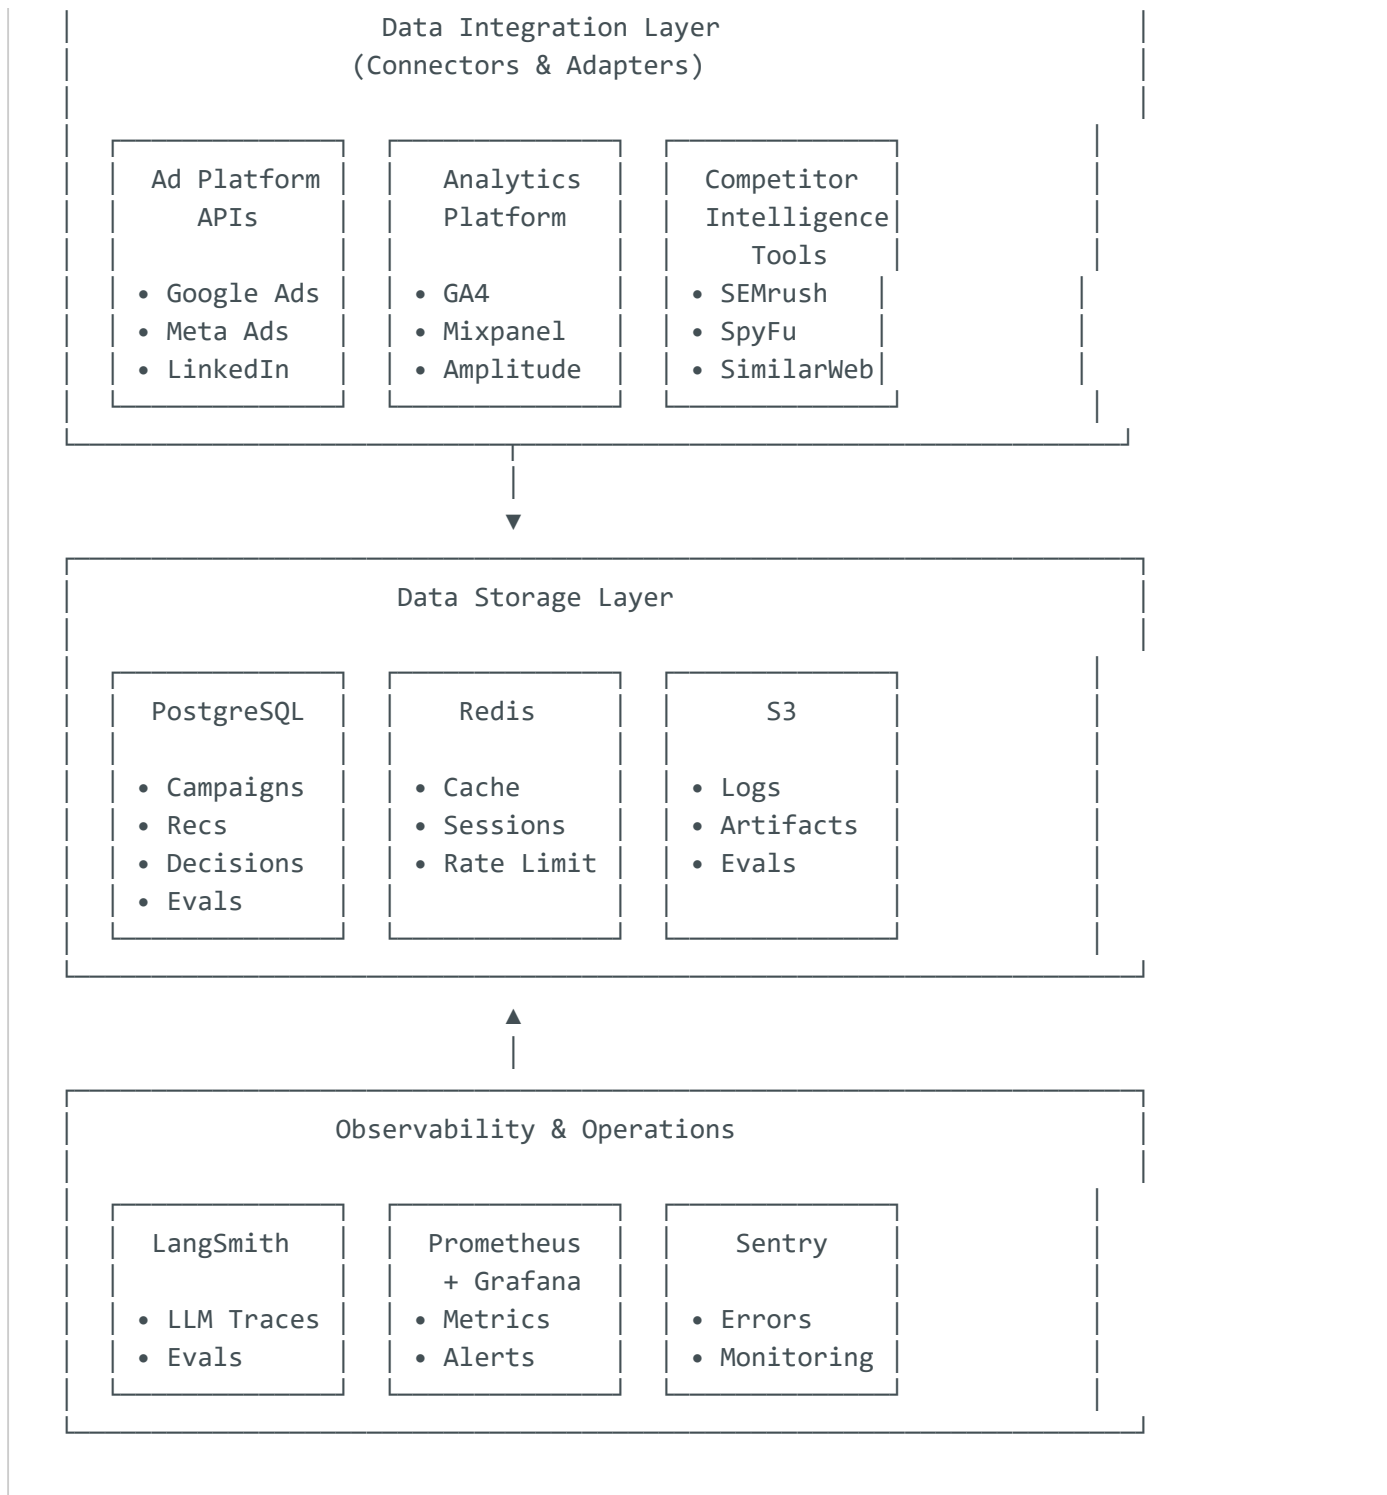 Data Integration Layer
(Connectors & Adapters)
Ad Platform Analytics Competitor
APIs Platform Intelligence
Tools
• Google Ads • GA4 • SEMrush
• Meta Ads • Mixpanel • SpyFu
• LinkedIn • Amplitude • SimilarWeb
▼
Data Storage Layer
PostgreSQL Redis S3
• Campaigns • Cache • Logs
• Recs • Sessions • Artifacts
• Decisions • Rate Limit • Evals
• Evals
▲
Observability & Operations
LangSmith Prometheus Sentry
+ Grafana
• LLM Traces • Metrics • Errors
• Evals • Alerts • Monitoring